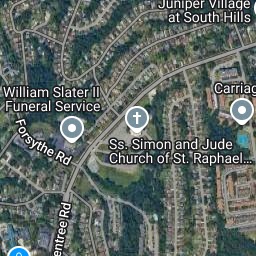 Juniper Village
at South Hills
William Slater II
Funeral Service
Carriag
Forsythe Rd
Ss. Simon and Jude
Church of St. Raphael...
entree Rd